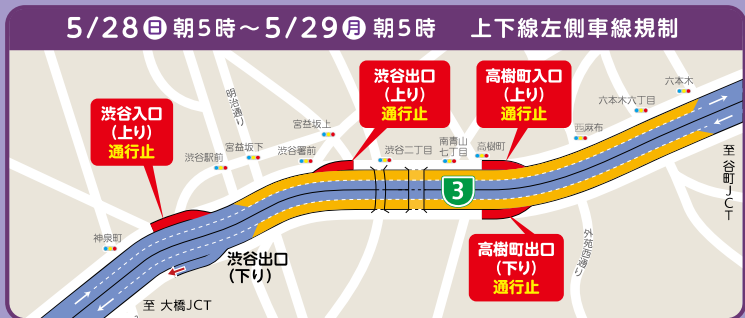 5/28日朝5時～5/29月朝5時 上下線左側車線規制
渋谷入口
(上り)
通行止
渋谷出口
(上り)
通行止
高樹町入口
(上り)
通行止
六本木
六本木六丁目
西麻布
明治通り
宮益坂上
宮益坂下
渋谷駅前
渋谷署前
渋谷二丁目
南青山
七丁目
高樹町
3
至 谷町JCT
神泉町
渋谷出口
(下り)
高樹町出口
(下り)
通行止
外苑西通り
至 大橋JCT